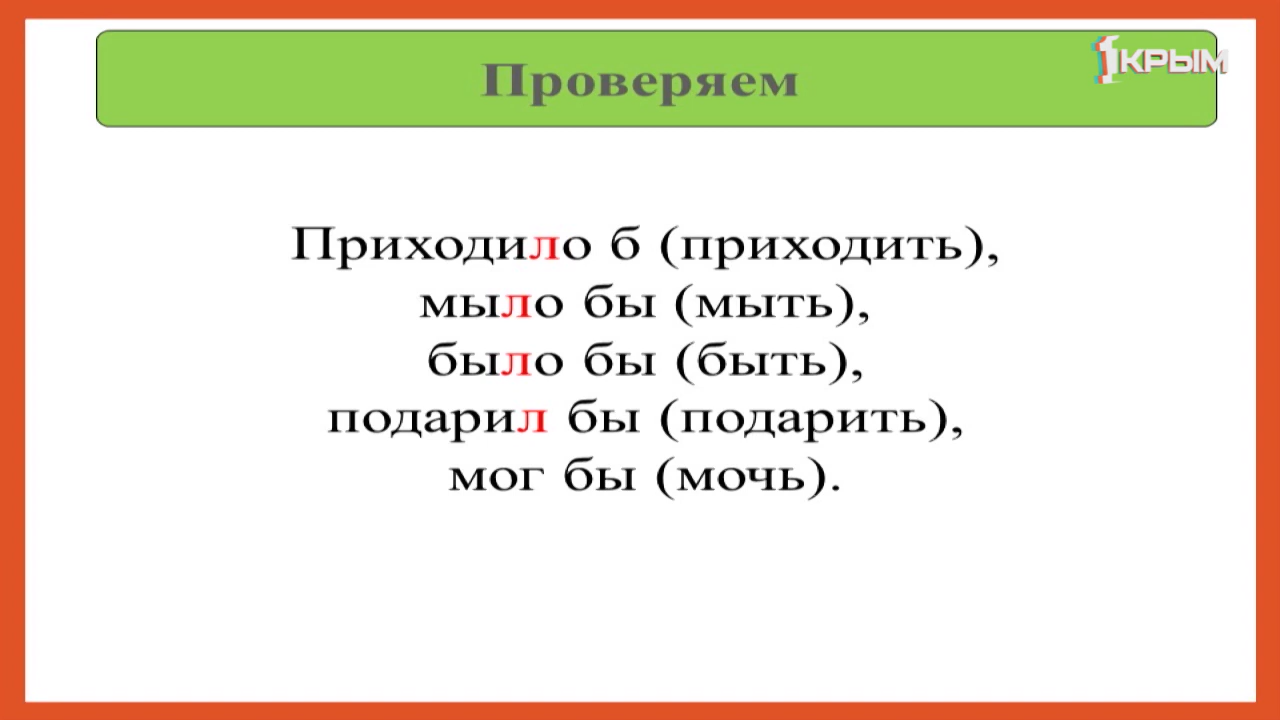 Проверяем
1КРЫМ
Приходило б (приходить),
мыло бы (мыть),
было бы (быть),
подарил бы (подарить),
мог бы (мочь).